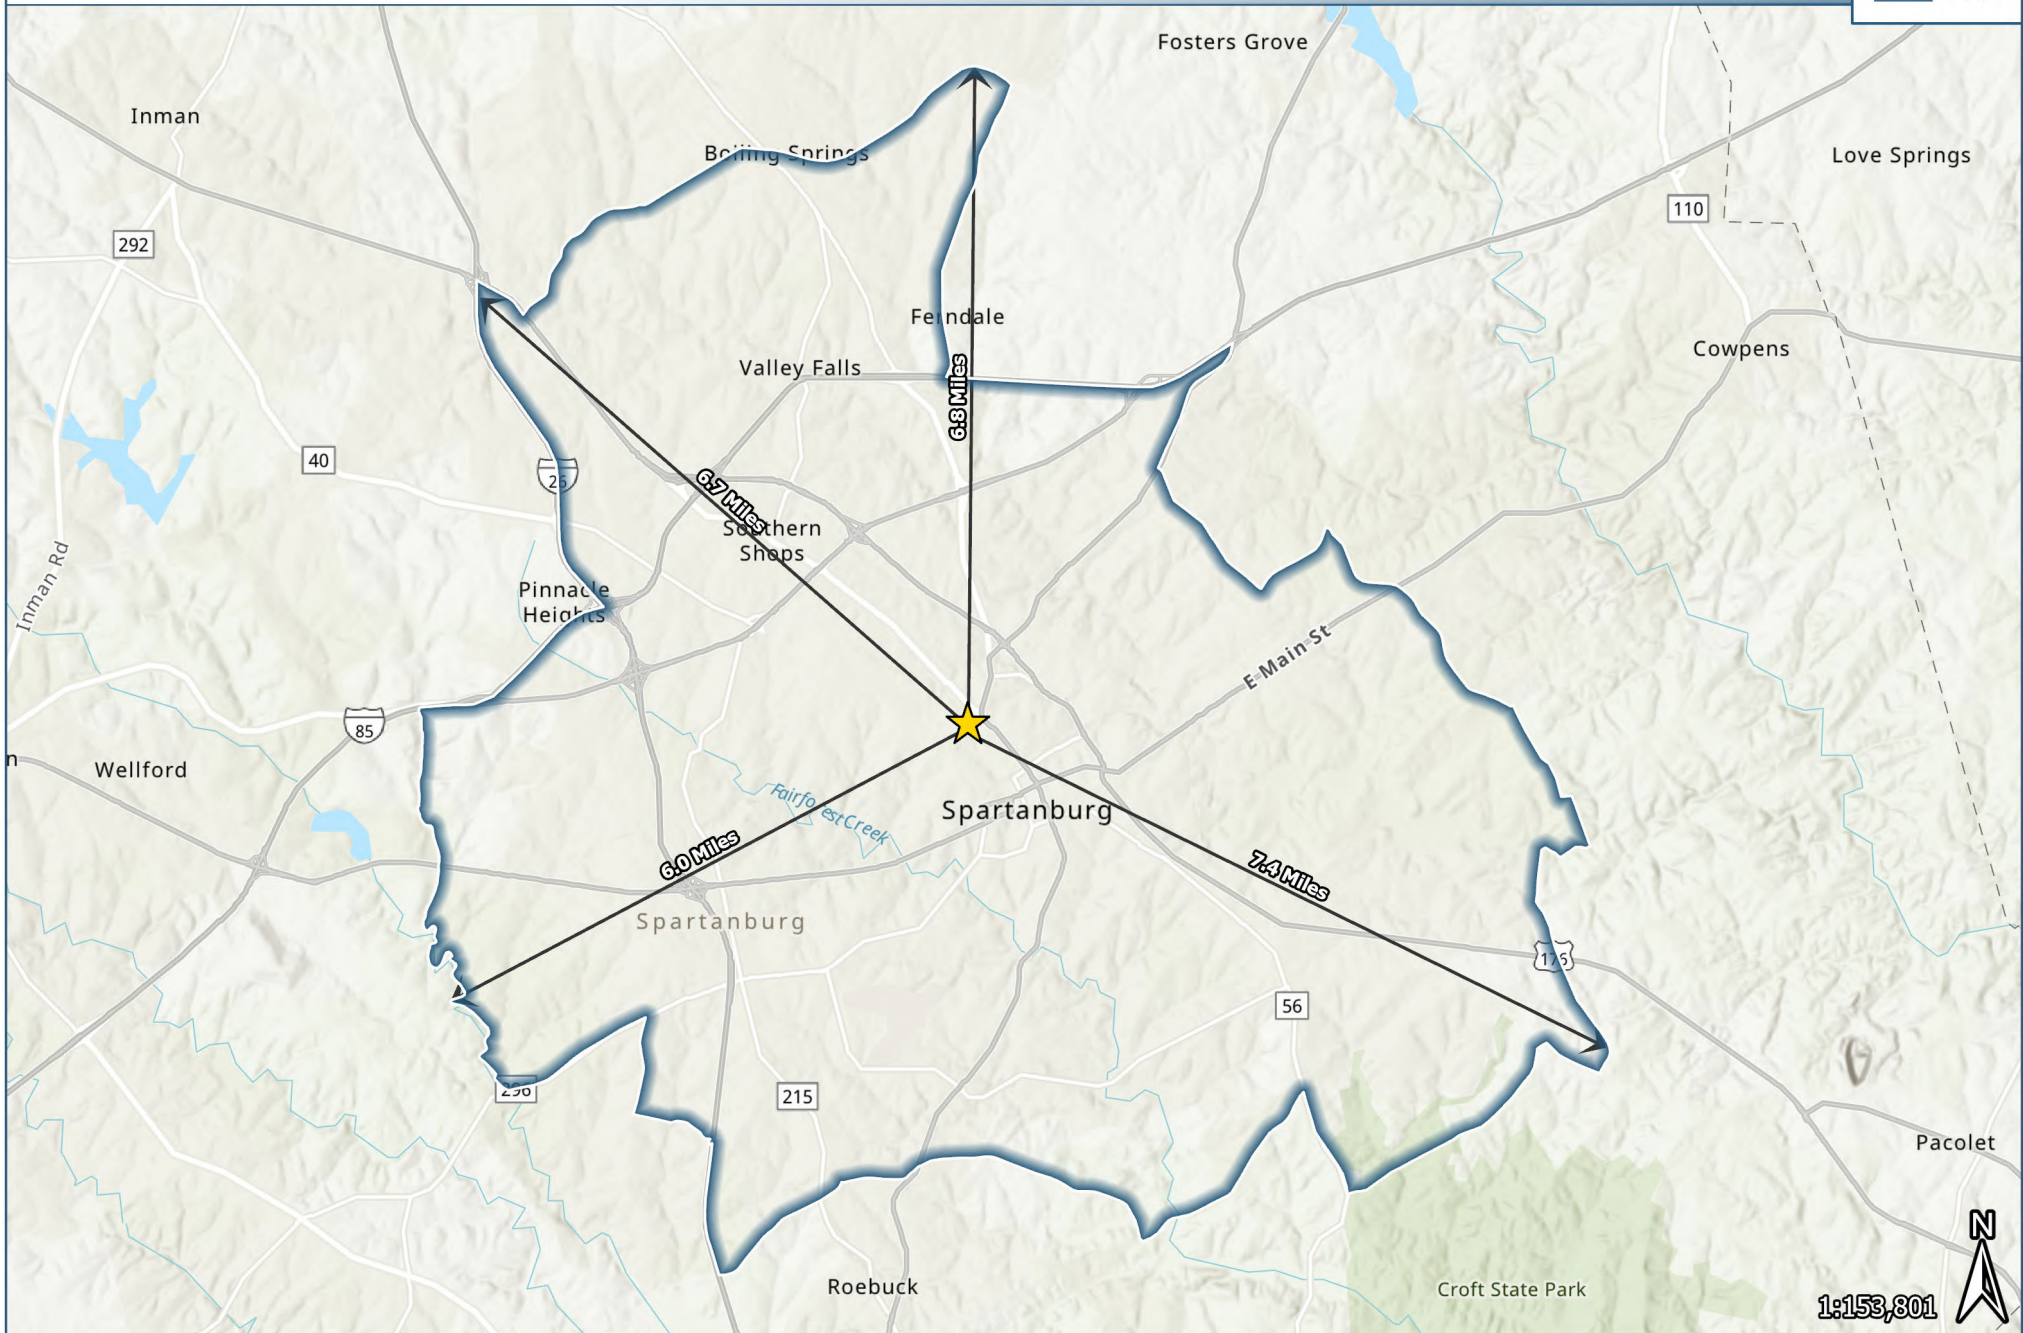 Fosters Grove
Inman
Boiling Springs
Love Springs
110
292
Ferndale
Cowpens
Valley Falls
6.8 Miles
40
26
6.7 Miles
Southern
Shops
Inman Rd
Pinnacle
Heights
E Main St
85
n
Wellford
Fairforest Creek
Spartanburg
6.0 Miles
7.4 Miles
Spartanburg
176
56
296
215
Pacolet
N
Roebuck
Croft State Park
1:153,801